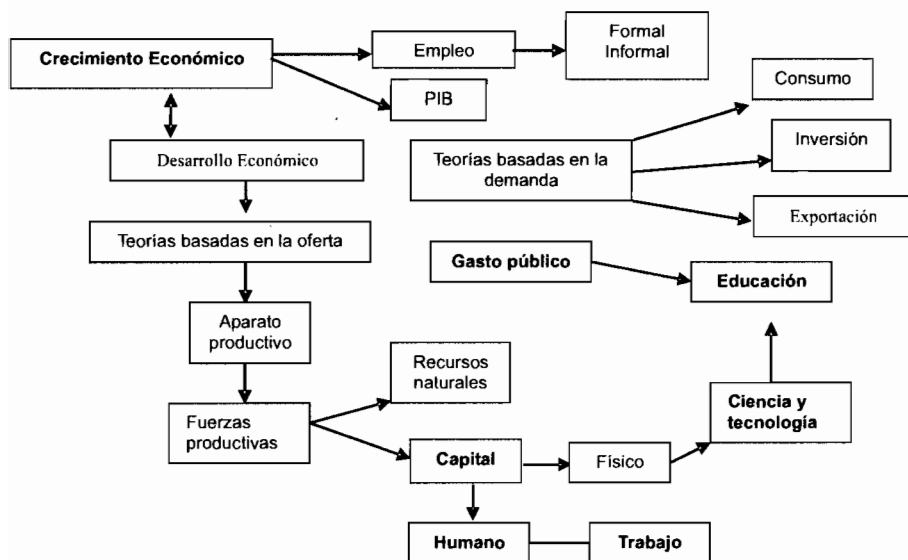 Crecimiento Económico
Empleo
Formal
Informal
PIB
Consumo
Desarrollo Económico
Teorías basadas en la
demanda
Inversión
Exportación
Teorías basadas en la oferta
Gasto público
Educación
Aparato
productivo
Recursos
naturales
Fuerzas
productivas
Capital
Físico
Ciencia y
tecnología
Humano
Trabajo